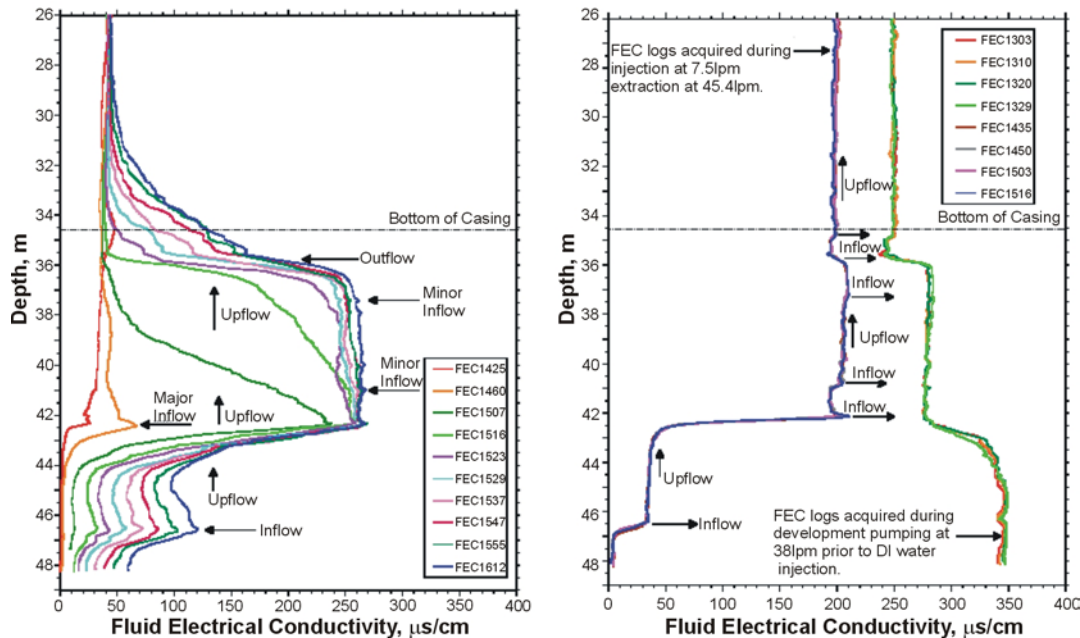 26
28
30
32
34
36
38
40
42
44
46
48
Depth, m
0 50 100 150 200 250 300 350 400
Fluid Electrical Conductivity, µs/cm
Bottom of Casing
Outflow
Minor
Inflow
Upflow
Minor
Inflow
Major
Inflow
Upflow
Upflow
Inflow
FEC1425
FEC1460
FEC1507
FEC1516
FEC1523
FEC1529
FEC1537
FEC1547
FEC1555
FEC1612
26
28
30
32
34
36
38
40
42
44
46
48
Depth, m
0 50 100 150 200 250 300 350 400
Fluid Electrical Conductivity, µs/cm
FEC logs acquired during
injection at 7.5lpm
extraction at 45.4lpm.
FEC1303
FEC1310
FEC1320
FEC1329
FEC1435
FEC1450
FEC1503
FEC1516
Upflow
Bottom of Casing
Inflow
Inflow
Upflow
Inflow
Inflow
Upflow
Inflow
FEC logs acquired during
development pumping at
38lpm prior to DI water
injection.